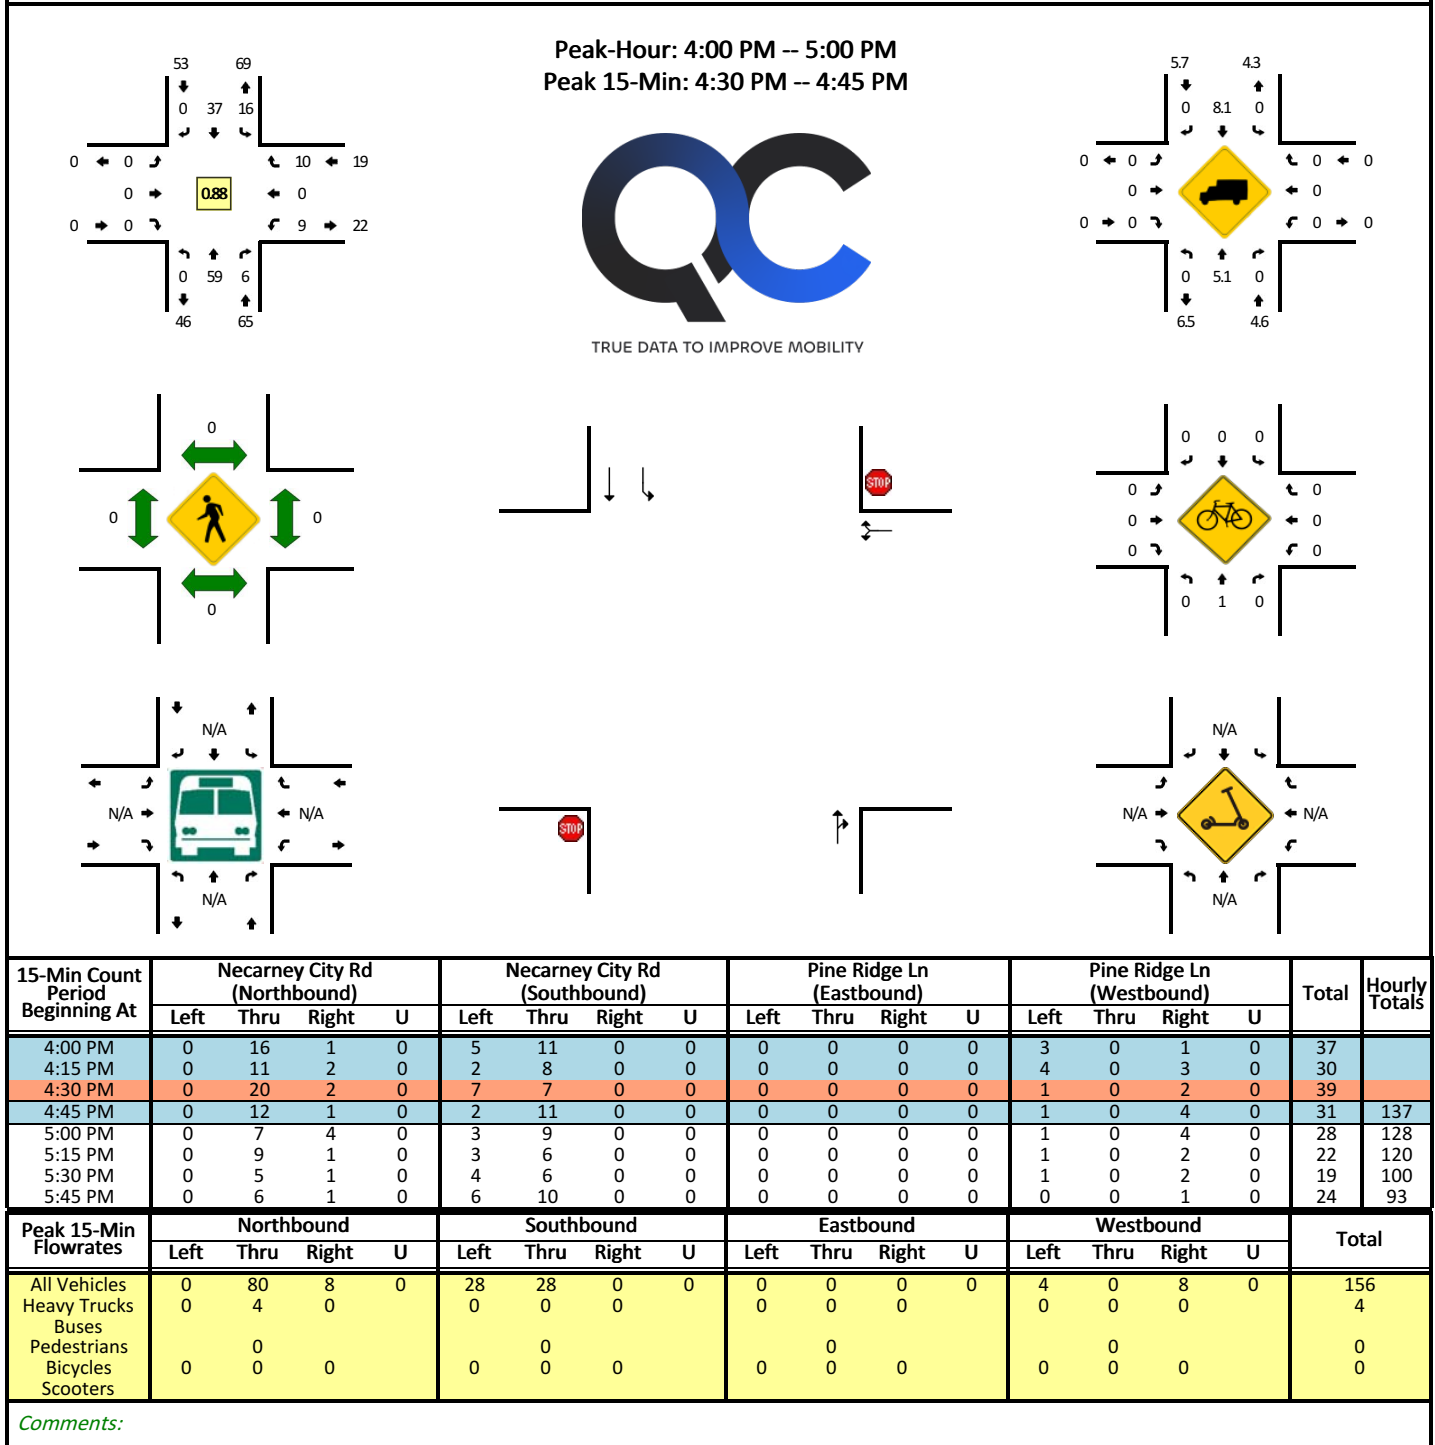 Peak-Hour: 4:00 PM -- 5:00 PM
Peak 15-Min: 4:30 PM -- 4:45 PM
53 69
0 37 16
0 0 10 19
0 0.88 0
0 0 9 22
0 59 6
46 65
TRUE DATA TO IMPROVE MOBILITY
5.7 4.3
0 8.1 0
0 0 0 0
0 0
0 0 0 0
0 5.1 0
6.5 4.6
0
0 0
0
STOP
STOP
0 0 0
0 0
0 0
0 0
0 1 0
N/A
N/A N/A
N/A
N/A
N/A N/A
N/A
15-Min Count Period Beginning At Necarney City Rd (Northbound) Necarney City Rd (Southbound) Pine Ridge Ln (Eastbound) Pine Ridge Ln (Westbound) Total Hourly Totals
Left Thru Right U Left Thru Right U Left Thru Right U Left Thru Right U
4:00 PM 0 16 1 0 5 11 0 0 0 0 0 0 3 0 1 0 37
4:15 PM 0 11 2 0 2 8 0 0 0 0 0 0 4 0 3 0 30
4:30 PM 0 20 2 0 7 7 0 0 0 0 0 0 1 0 2 0 39
4:45 PM 0 12 1 0 2 11 0 0 0 0 0 0 1 0 4 0 31 137
5:00 PM 0 7 4 0 3 9 0 0 0 0 0 0 1 0 4 0 28 128
5:15 PM 0 9 1 0 3 6 0 0 0 0 0 0 1 0 2 0 22 120
5:30 PM 0 5 1 0 4 6 0 0 0 0 0 0 1 0 2 0 19 100
5:45 PM 0 6 1 0 6 10 0 0 0 0 0 0 0 0 1 0 24 93
Peak 15-Min Flowrates Northbound Southbound Eastbound Westbound Total
Left Thru Right U Left Thru Right U Left Thru Right U Left Thru Right U
All Vehicles 0 80 8 0 28 28 0 0 0 0 0 0 4 0 8 0 156
Heavy Trucks 0 4 0 0 0 0 0 0 0 0 0 0 4
Buses
Pedestrians 0 0 0 0 0
Bicycles 0 0 0 0 0 0 0 0 0 0 0 0 0
Scooters
Comments: